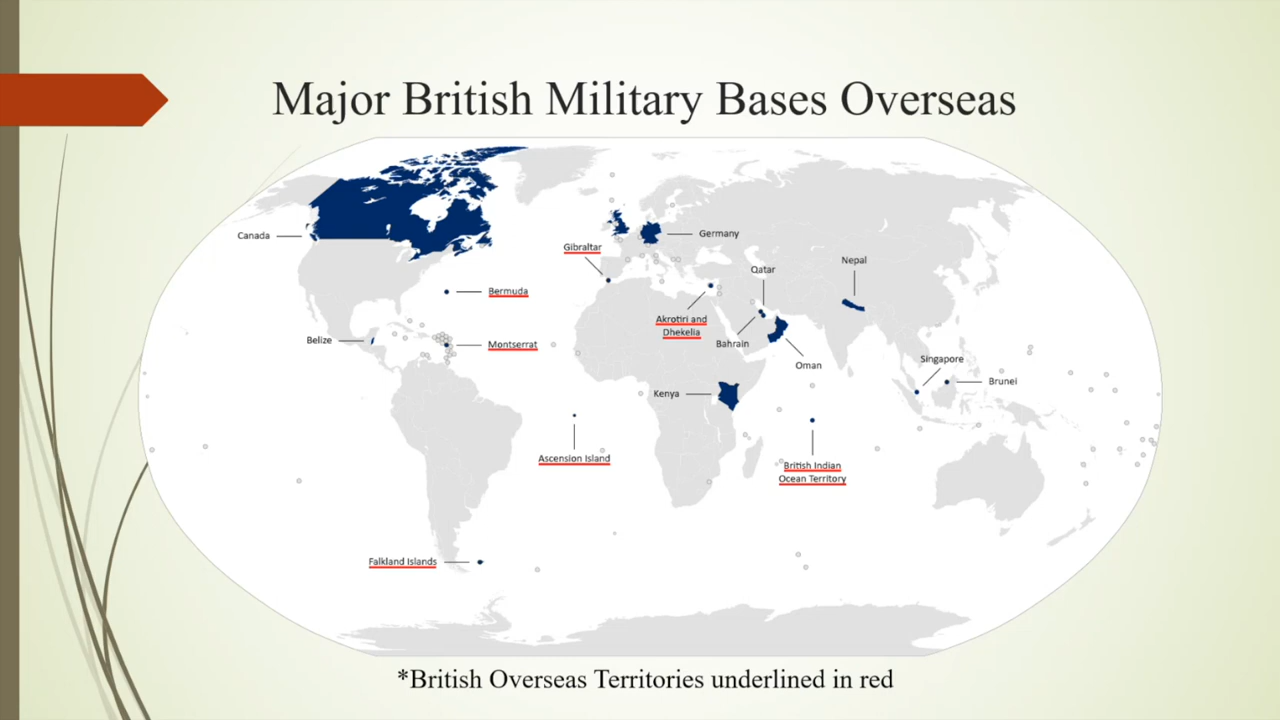 Major British Military Bases Overseas
Canada
Germany
Gibraltar
Nepal
Qatar
Bermuda
Akrotiri and
Dhekelia
Belize
Montserrat
Bahrain
Oman
Singapore
Brunei
Kenya
Ascension Island
British Indian
Ocean Territory
Falkland Islands
*British Overseas Territories underlined in red